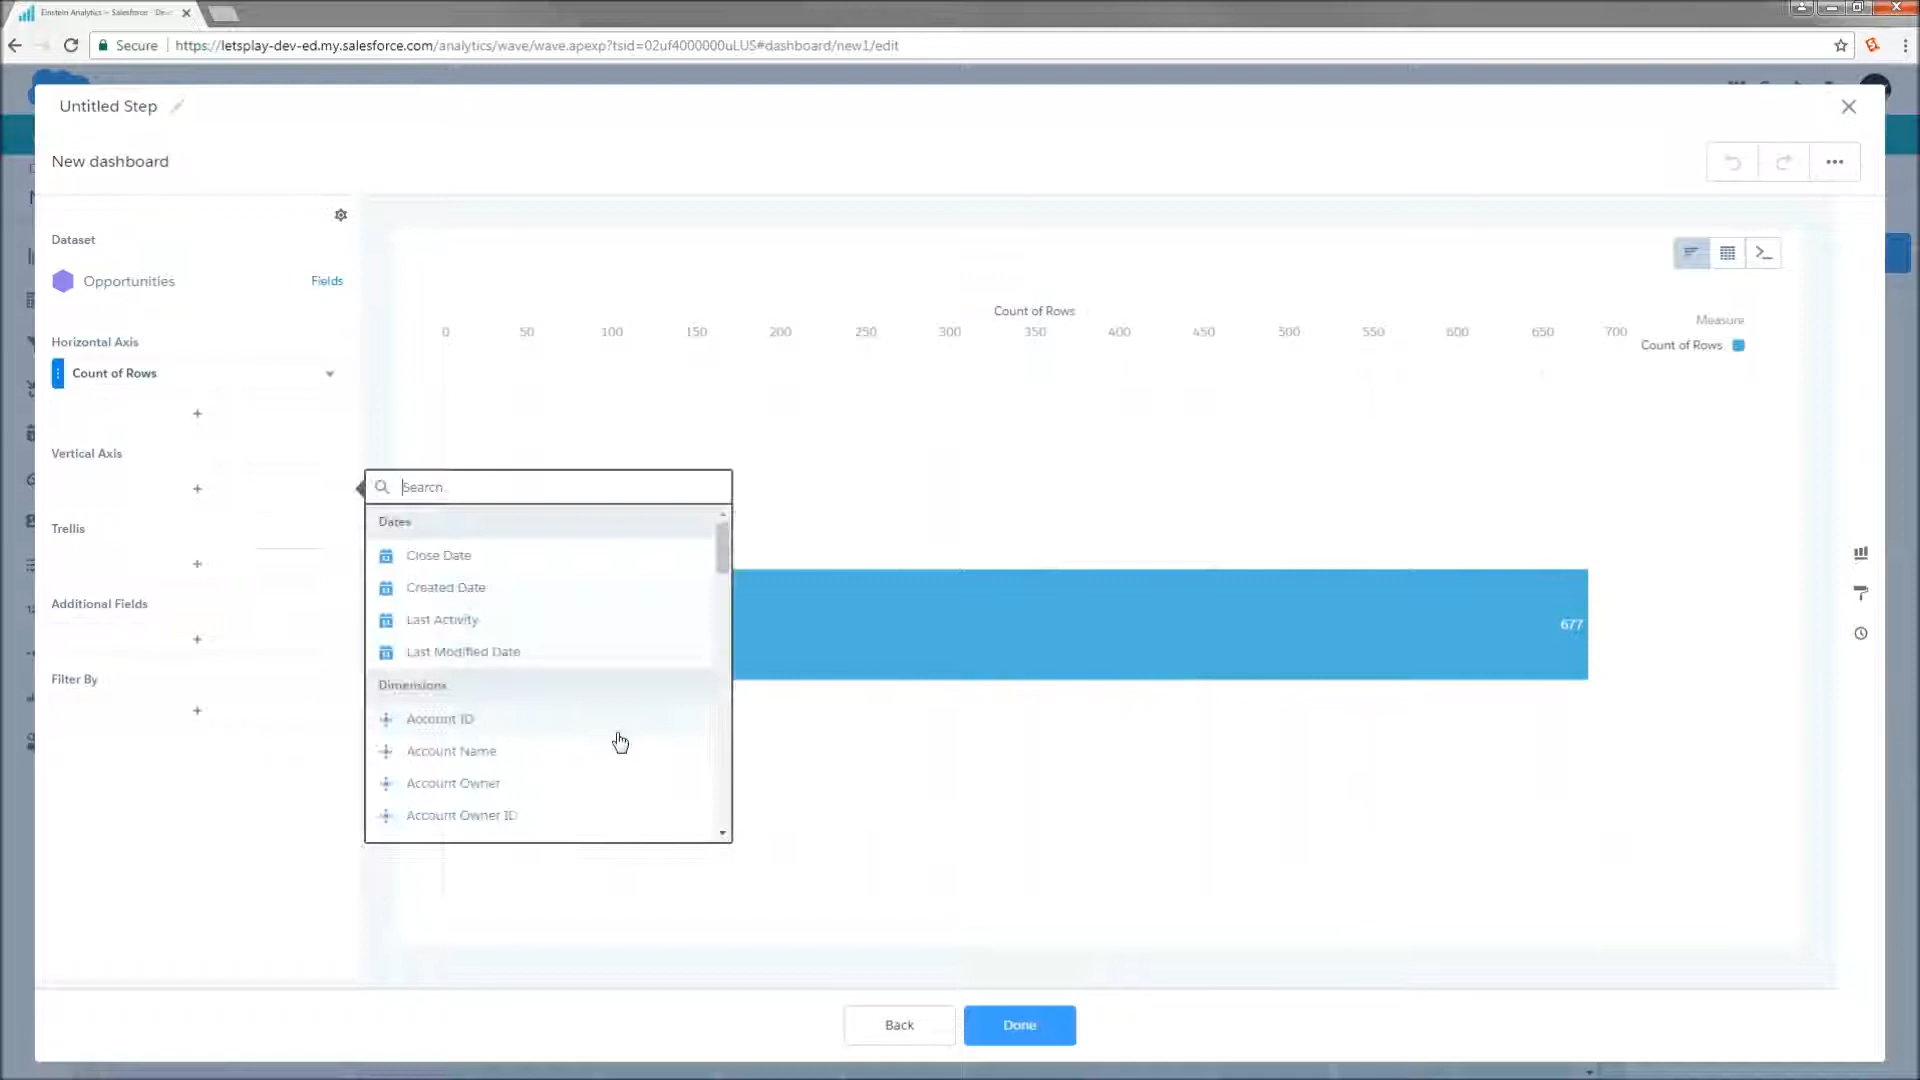 Einstein Analytics – Salesforce - De
Secure https://letsplay-dev-ed.my.salesforce.com/analytics/wave/wave.apexp?tsid=02uf4000000uLUS#dashboard/new1/edit
Untitled Step
New dashboard
Dataset
Opportunities Fields
Horizontal Axis
Count of Rows
+
Vertical Axis
+
Trellis
+
Additional Fields
+
Filter By
+
Search..
Dates
Close Date
Created Date
Last Activity
Last Modified Date
Dimensions
Account ID
Account Name
Account Owner
Account Owner ID
Count of Rows
0 50 100 150 200 250 300 350 400 450 500 550 600 650 700
Measure
Count of Rows
677
Back Done